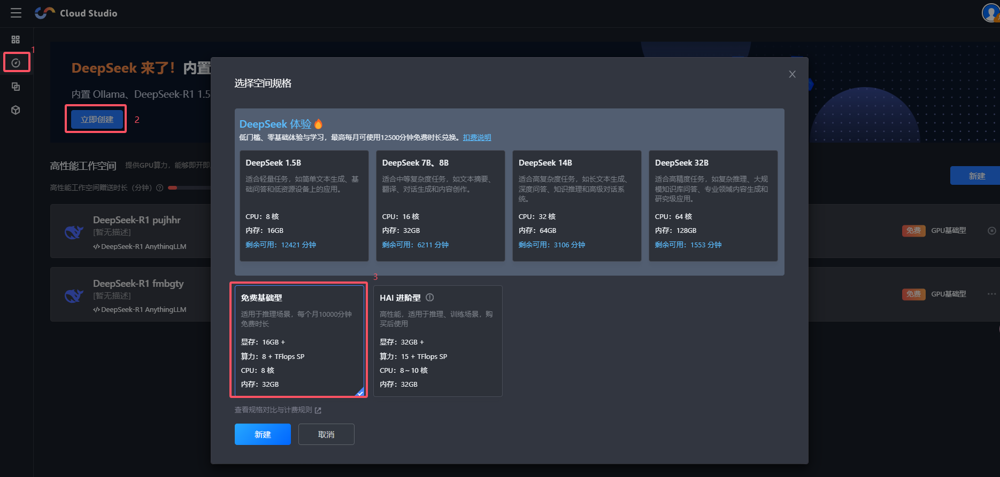 Cloud Studio
1
DeepSeek 来了！内置
内置 Ollama、DeepSeek-R1 1.5
立即创建
2
高性能工作空间
提供GPU算力，能够即开即
高性能工作空间赠送时长（分钟）
新建
DeepSeek-R1 pujhhr
[暂无描述]
DeepSeek-R1 AnythingLLM
免费
GPU基础型
DeepSeek-R1 fmbgty
[暂无描述]
DeepSeek-R1 AnythingLLM
免费
GPU基础型
选择空间规格
DeepSeek 体验
低门槛、零基础体验与学习，最高每月可使用12500分钟免费时长兑换。扣费说明
DeepSeek 1.5B
适合轻量任务，如简单文本生成、基
础问答和低资源设备上的应用。
CPU：8 核
内存：16GB
剩余可用：12421 分钟
DeepSeek 7B、8B
适合中等复杂度任务，如文本摘要、
翻译、对话生成和内容创作。
CPU：16 核
内存：32GB
剩余可用：6211 分钟
DeepSeek 14B
适合高复杂度任务，如长文本生成、
深度问答、知识推理和高级对话系
统。
CPU：32 核
内存：64GB
剩余可用：3106 分钟
DeepSeek 32B
适合高精度任务，如复杂推理、大规
模知识库问答、专业领域内容生成和
研究级应用。
CPU：64 核
内存：128GB
剩余可用：1553 分钟
3
免费基础型
适用于推理场景，每个月10000分钟
免费时长
显存：16GB +
算力：8 + TFlops SP
CPU：8 核
内存：32GB
HAI 进阶型
高性能，适用于推理、训练场景，购
买后使用
显存：32GB +
算力：15 + TFlops SP
CPU：8 ~ 10 核
内存：32GB
查看规格对比与计费规则
新建
取消